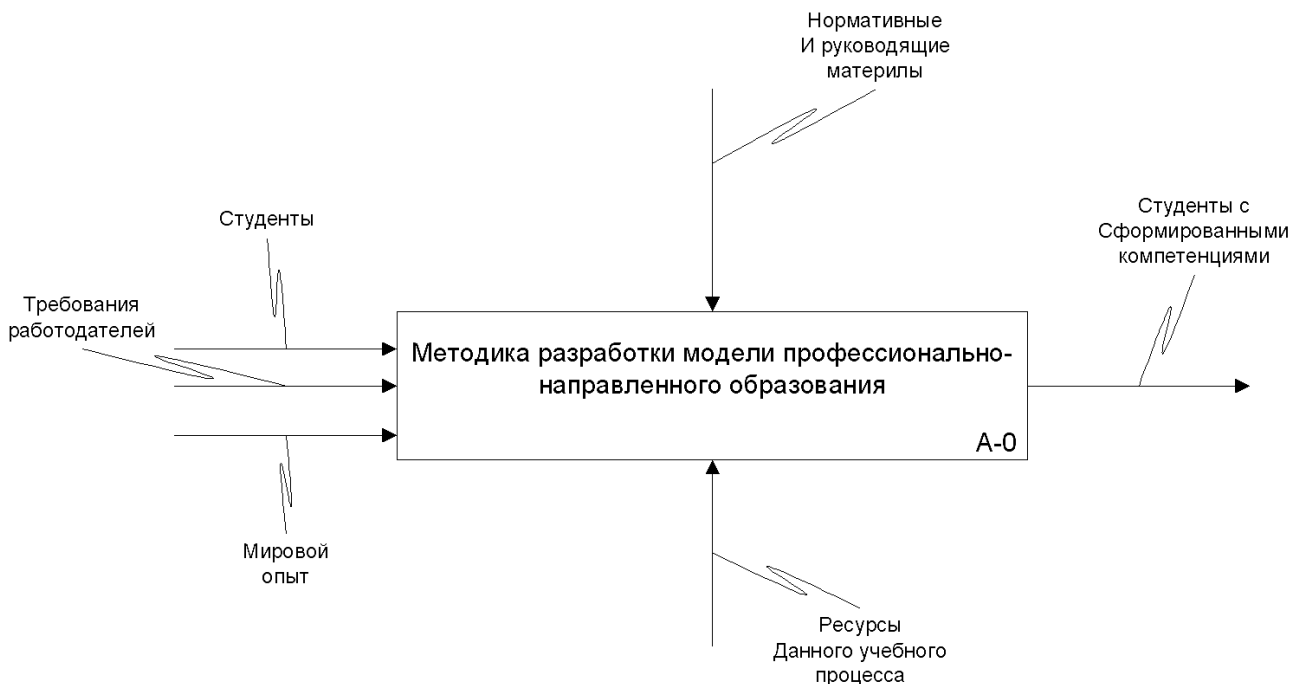 Нормативные
И руководящие
материлы
Студенты
Студенты с
Сформированными
компетенциями
Требования
работодателей
Методика разработки модели профессионально-
направленного образования
А-0
Мировой
опыт
Ресурсы
Данного учебного
процесса